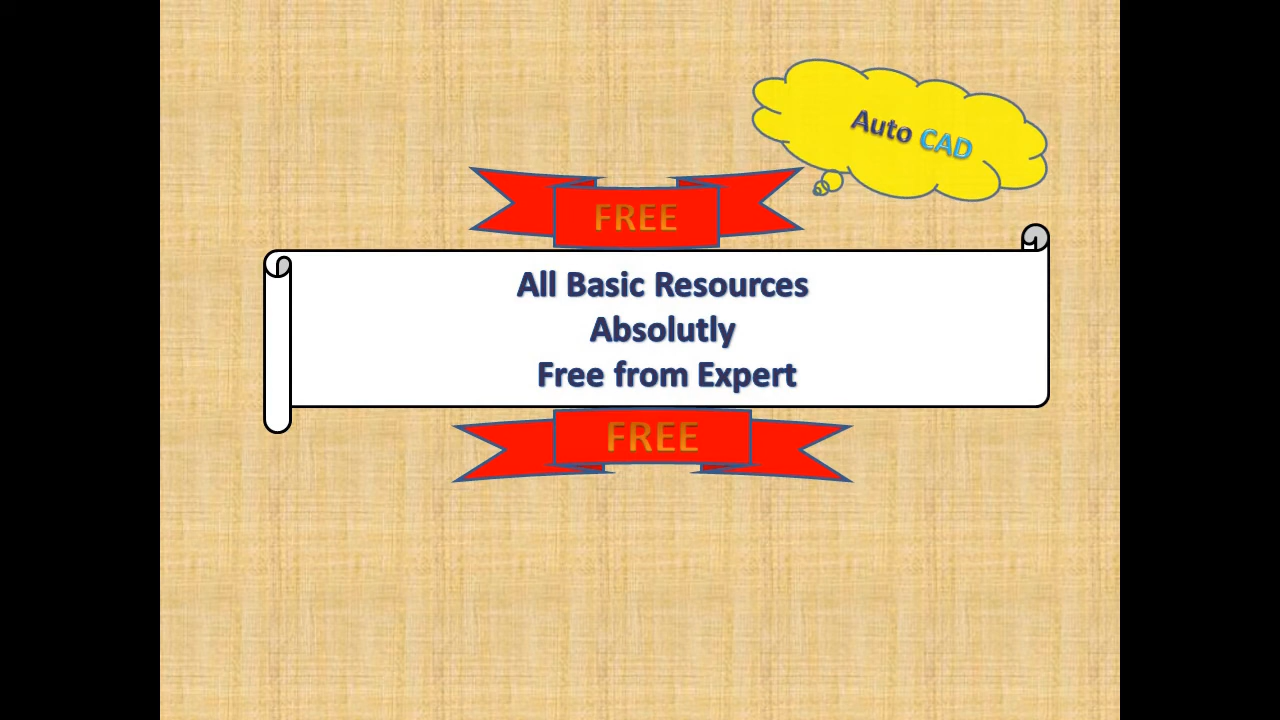 Auto CAD
FREE
All Basic Resources
Absolutly
Free from Expert
FREE